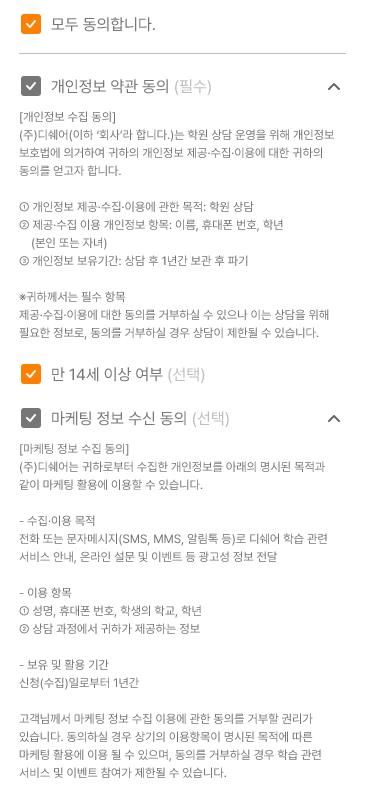 모두 동의합니다.
개인정보 약관 동의 (필수)
[개인정보 수집 동의]
(주)디쉐어(이하 '회사'라 합니다.)는 학원 상담 운영을 위해 개인정보
보호법에 의거하여 귀하의 개인정보 제공·수집·이용에 대한 귀하의
동의를 얻고자 합니다.
① 개인정보 제공·수집·이용에 관한 목적: 학원 상담
② 제공·수집 이용 개인정보 항목: 이름, 휴대폰 번호, 학년
(본인 또는 자녀)
③ 개인정보 보유기간: 상담 후 1년간 보관 후 파기
※귀하께서는 필수 항목
제공·수집·이용에 대한 동의를 거부하실 수 있으나 이는 상담을 위해
필요한 정보로, 동의를 거부하실 경우 상담이 제한될 수 있습니다.
만 14세 이상 여부 (선택)
마케팅 정보 수신 동의 (선택)
[마케팅 정보 수집 동의]
(주)디쉐어는 귀하로부터 수집한 개인정보를 아래의 명시된 목적과
같이 마케팅 활용에 이용할 수 있습니다.
- 수집·이용 목적
전화 또는 문자메시지(SMS, MMS, 알림톡 등)로 디쉐어 학습 관련
서비스 안내, 온라인 설문 및 이벤트 등 광고성 정보 전달
- 이용 항목
① 성명, 휴대폰 번호, 학생의 학교, 학년
② 상담 과정에서 귀하가 제공하는 정보
- 보유 및 활용 기간
신청(수집)일로부터 1년간
고객님께서 마케팅 정보 수집 이용에 관한 동의를 거부할 권리가
있습니다. 동의하실 경우 상기의 이용항목이 명시된 목적에 따른
마케팅 활용에 이용 될 수 있으며, 동의를 거부하실 경우 학습 관련
서비스 및 이벤트 참여가 제한될 수 있습니다.